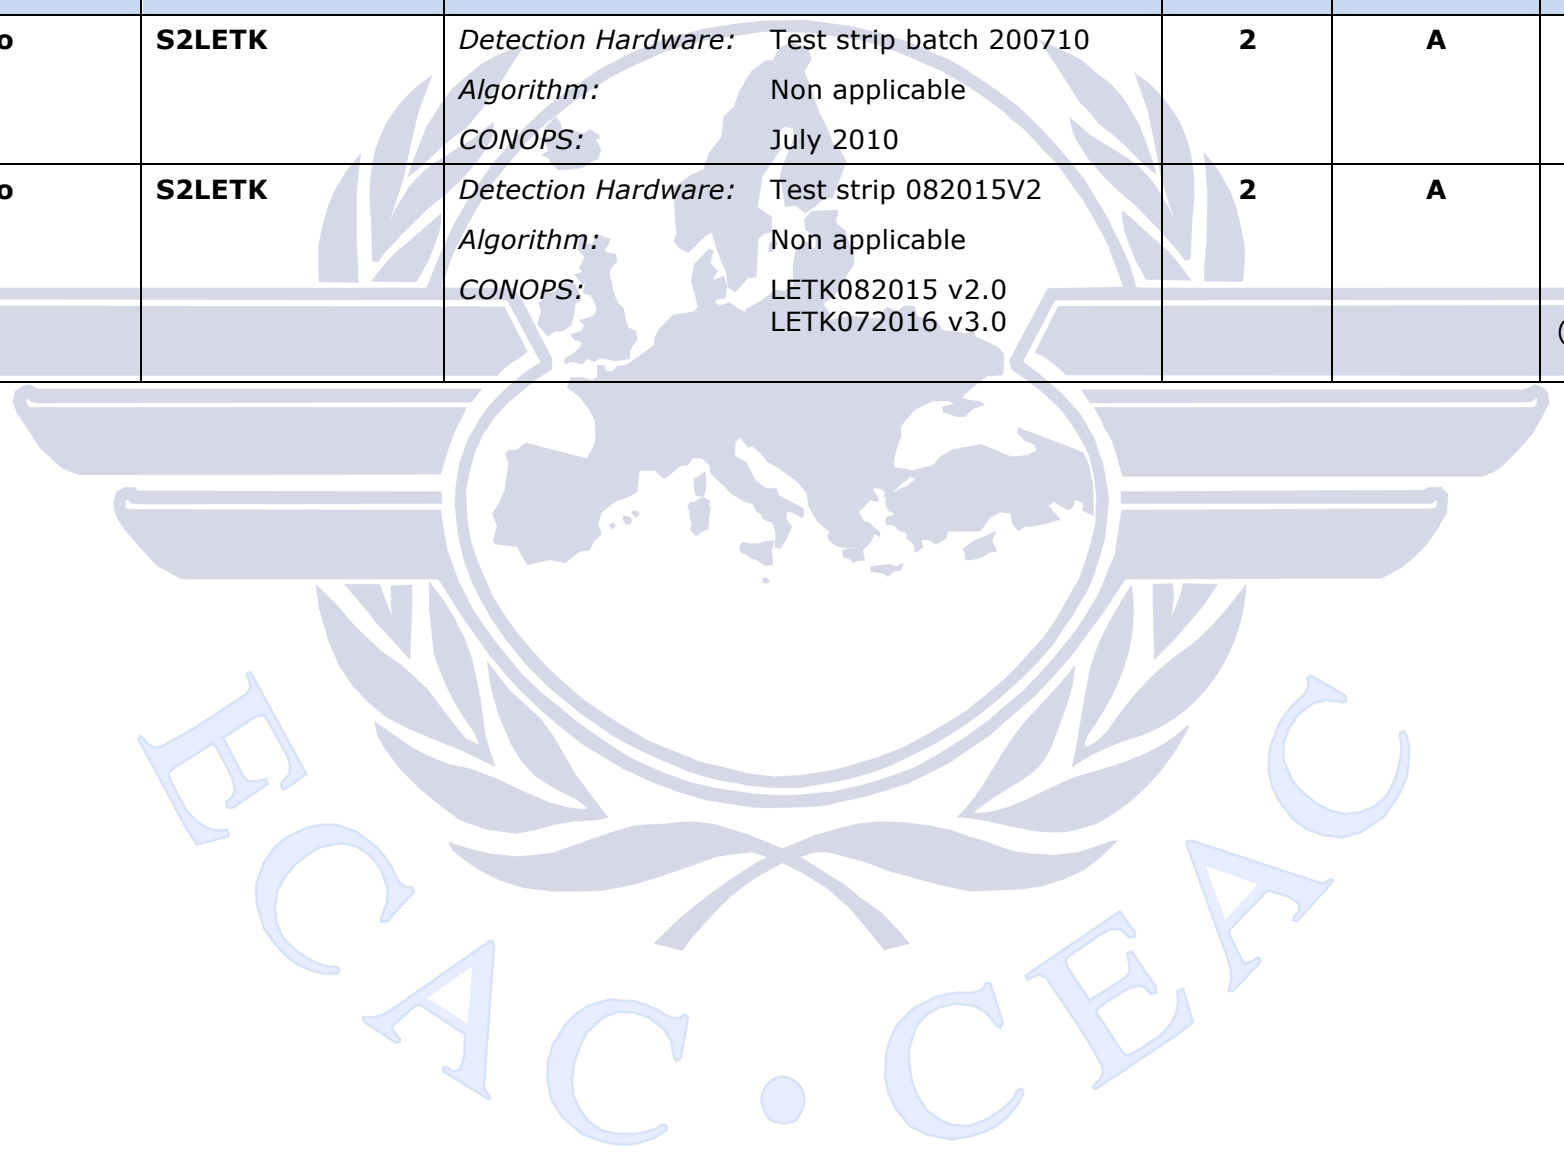 o S2LETK Detection Hardware: Test strip batch 200710 2 A
Algorithm: Non applicable
CONOPS: July 2010
o S2LETK Detection Hardware: Test strip 082015V2 2 A
Algorithm: Non applicable
CONOPS: LETK082015 v2.0
LETK072016 v3.0
(
ECAC • CEAC